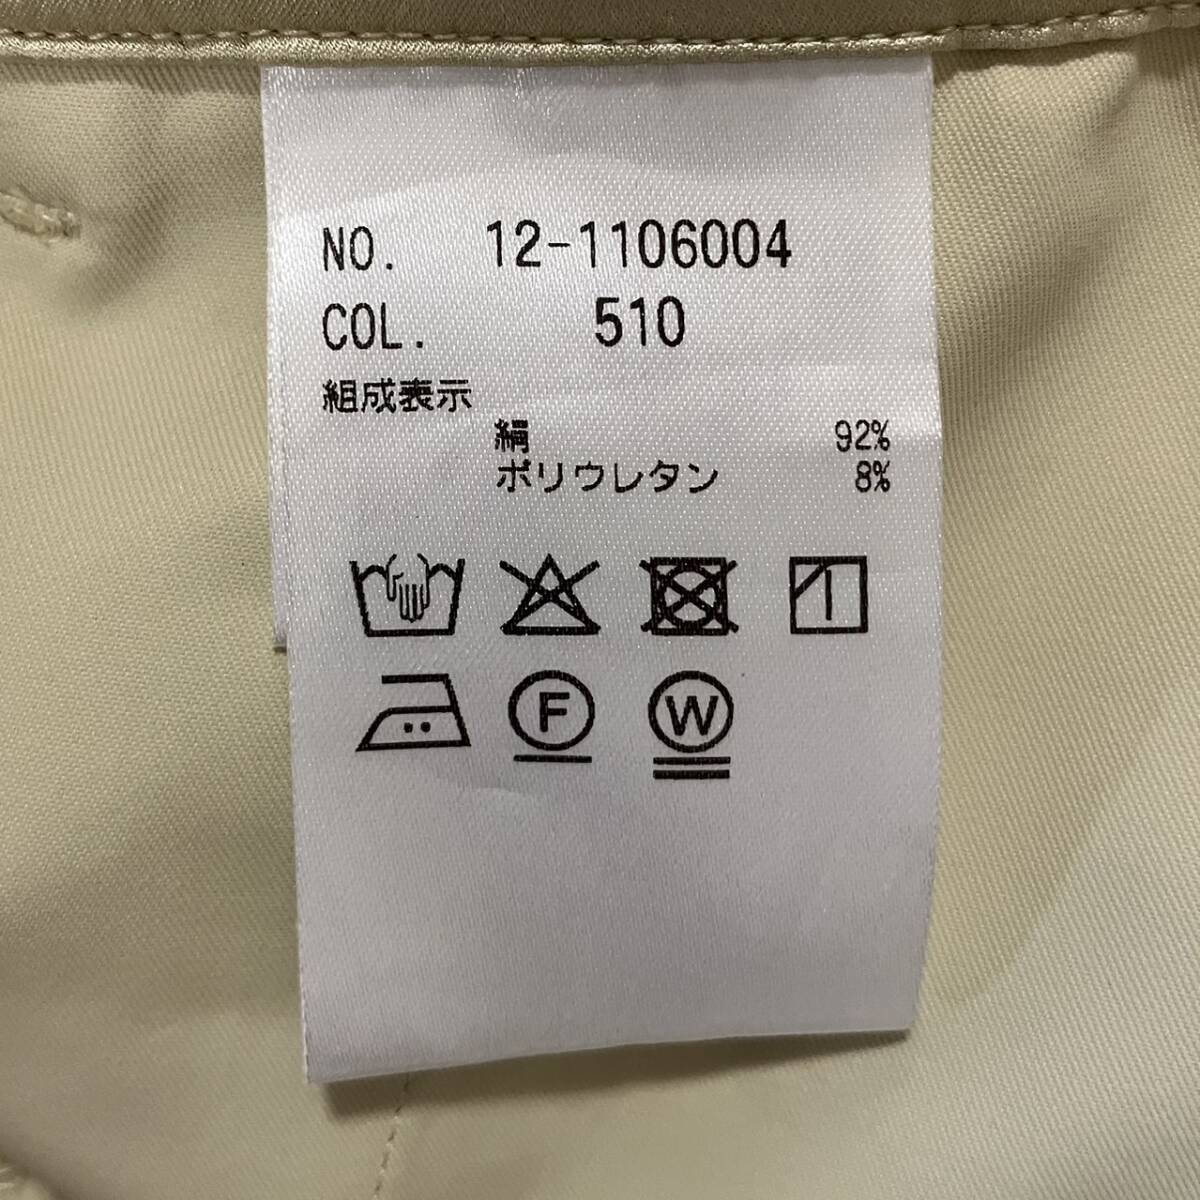 NO. 12-1106004
COL. 510
組成表示
絹 92%
ポリウレタン 8%
F W